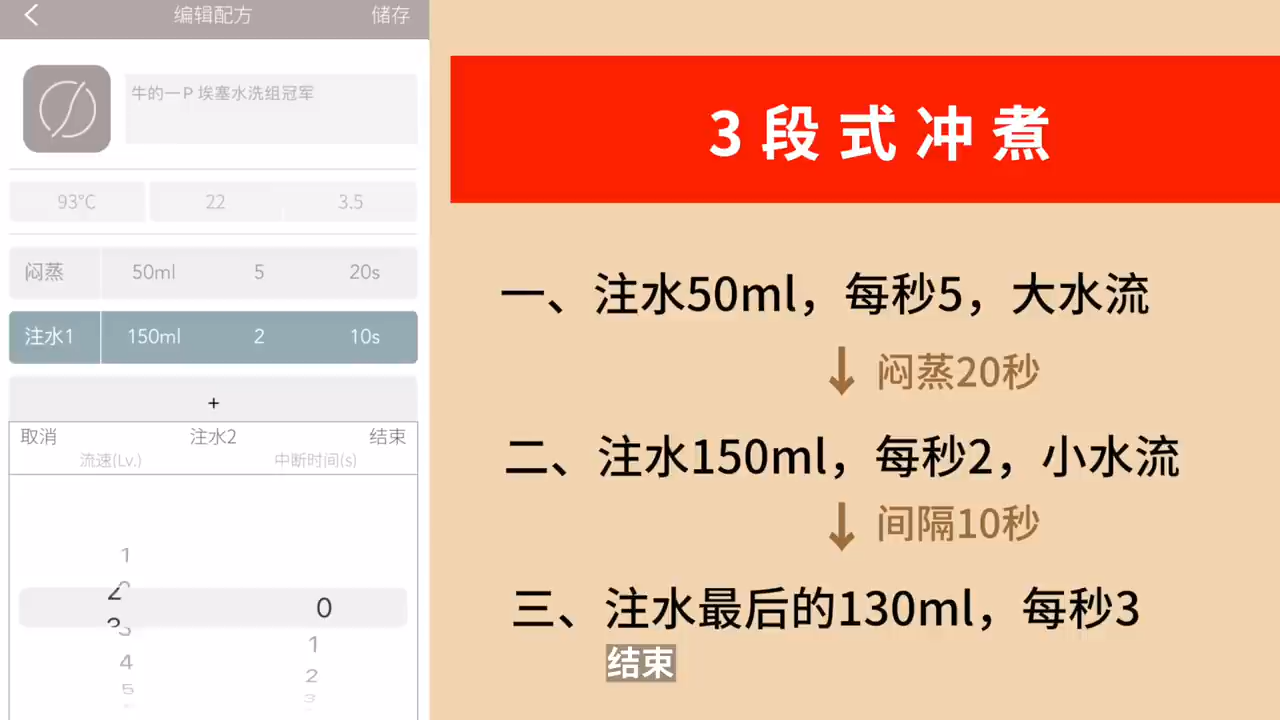 编辑配方
储存
牛的一P 埃塞水洗组冠军
93℃ 22 3.5
闷蒸 50ml 5 20s
注水1 150ml 2 10s
+
取消 注水2 结束
流速(Lv.) 中断时间(s)
1
2 0
3 1
4 2
5 3
3段式冲煮
一、注水50ml，每秒5，大水流
↓ 闷蒸20秒
二、注水150ml，每秒2，小水流
↓ 间隔10秒
三、注水最后的130ml，每秒3
结束